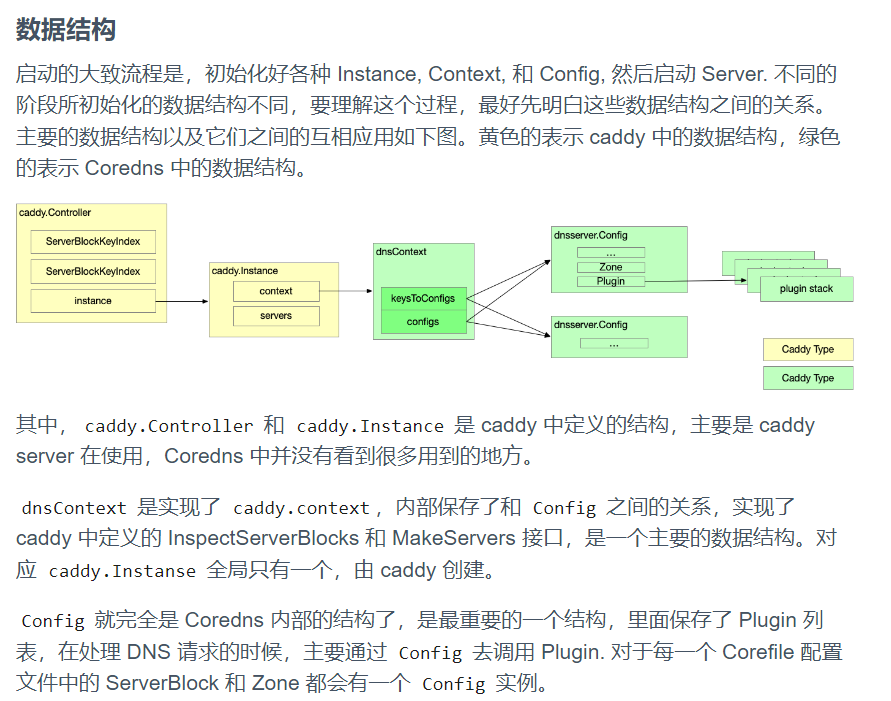 数据结构
启动的大致流程是，初始化好各种 Instance, Context, 和 Config, 然后启动 Server. 不同的
阶段所初始化的数据结构不同，要理解这个过程，最好先明白这些数据结构之间的关系。
主要的数据结构以及它们之间的互相应用如下图。黄色的表示 caddy 中的数据结构，绿色
的表示 Coredns 中的数据结构。
caddy.Controller
ServerBlockKeyIndex
ServerBlockKeyIndex
instance
caddy.Instance
context
servers
dnsContext
keysToConfigs
configs
dnsserver.Config
...
Zone
Plugin
dnsserver.Config
...
plugin stack
Caddy Type
Caddy Type
其中， caddy.Controller 和 caddy.Instance 是 caddy 中定义的结构，主要是 caddy
server 在使用，Coredns 中并没有看到很多用到的地方。
dnsContext 是实现了 caddy.context ，内部保存了和 Config 之间的关系，实现了
caddy 中定义的 InspectServerBlocks 和 MakeServers 接口，是一个主要的数据结构。对
应 caddy.Instanse 全局只有一个，由 caddy 创建。
Config 就完全是 Coredns 内部的结构了，是最重要的一个结构，里面保存了 Plugin 列
表，在处理 DNS 请求的时候，主要通过 Config 去调用 Plugin. 对于每一个 Corefile 配置
文件中的 ServerBlock 和 Zone 都会有一个 Config 实例。